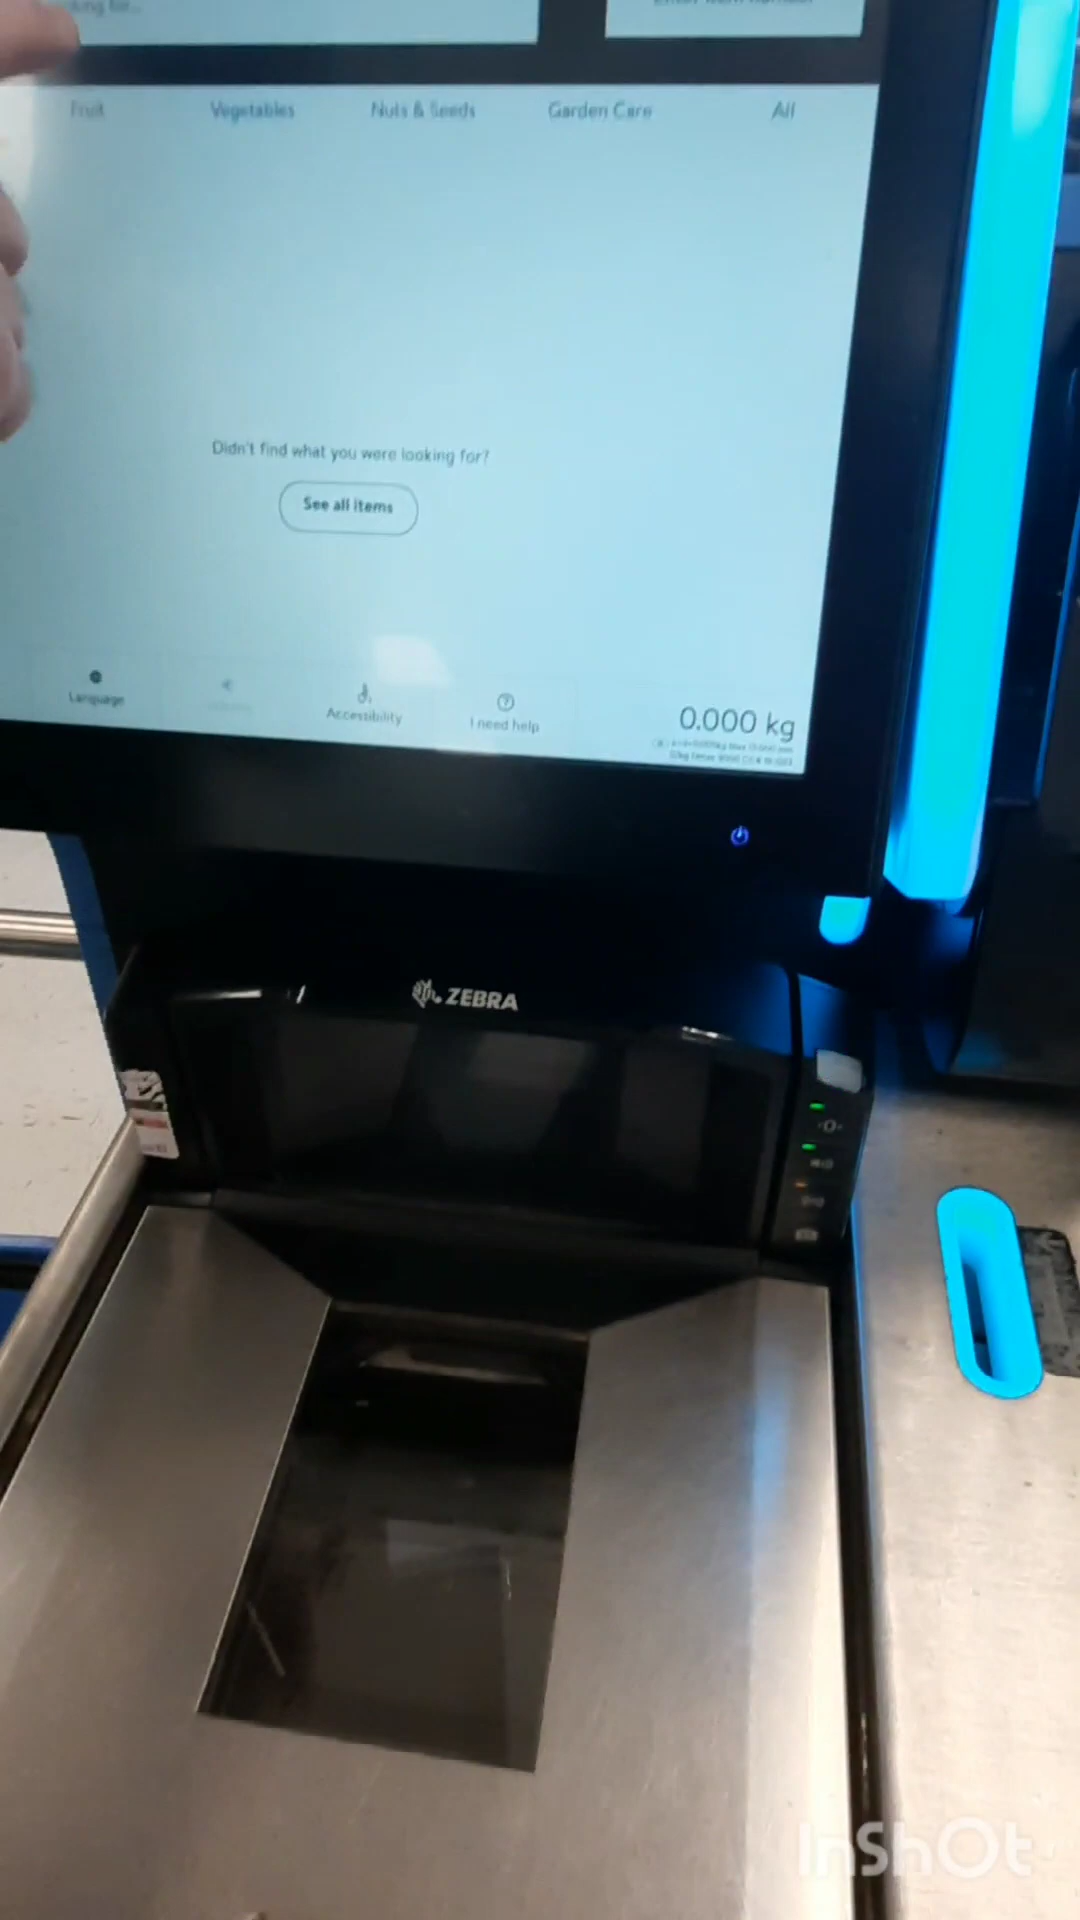 Fruit Vegetables Nuts & Seeds Garden Care All
Didn't find what you were looking for?
See all items
Language Accessibility I need help
0.000 kg
ZEBRA
InShOt